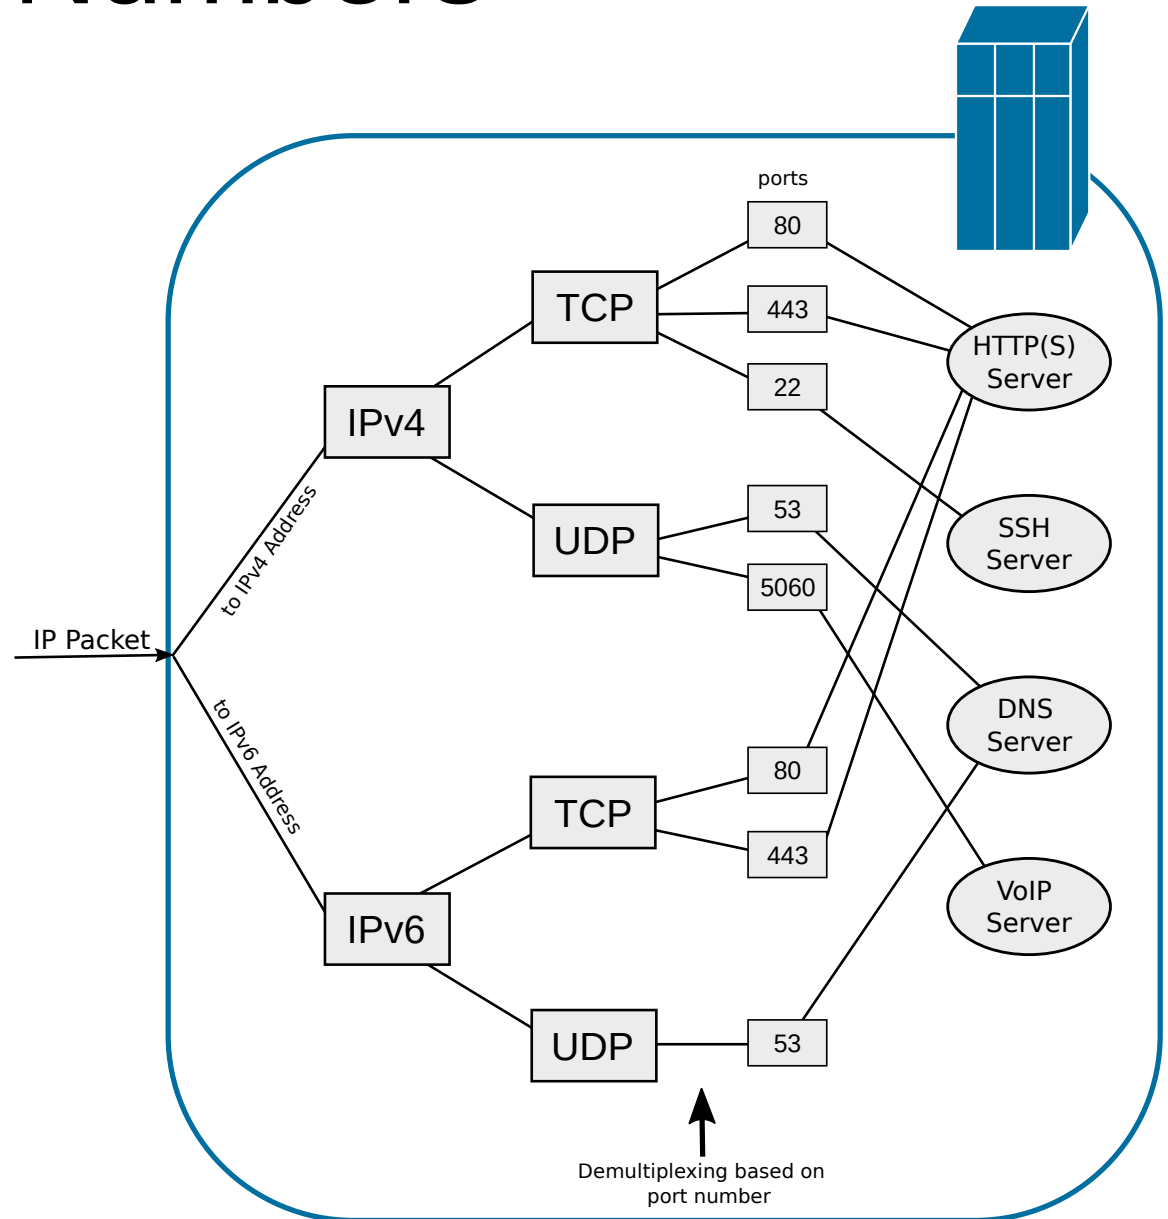 ports
80
TCP
443
HTTP(S)
Server
22
IPv4
53
SSH
Server
UDP
5060
to IPv4 Address
IP Packet
DNS
Server
to IPv6 Address
80
TCP
443
VoIP
Server
IPv6
UDP
53
Demultiplexing based on
port number